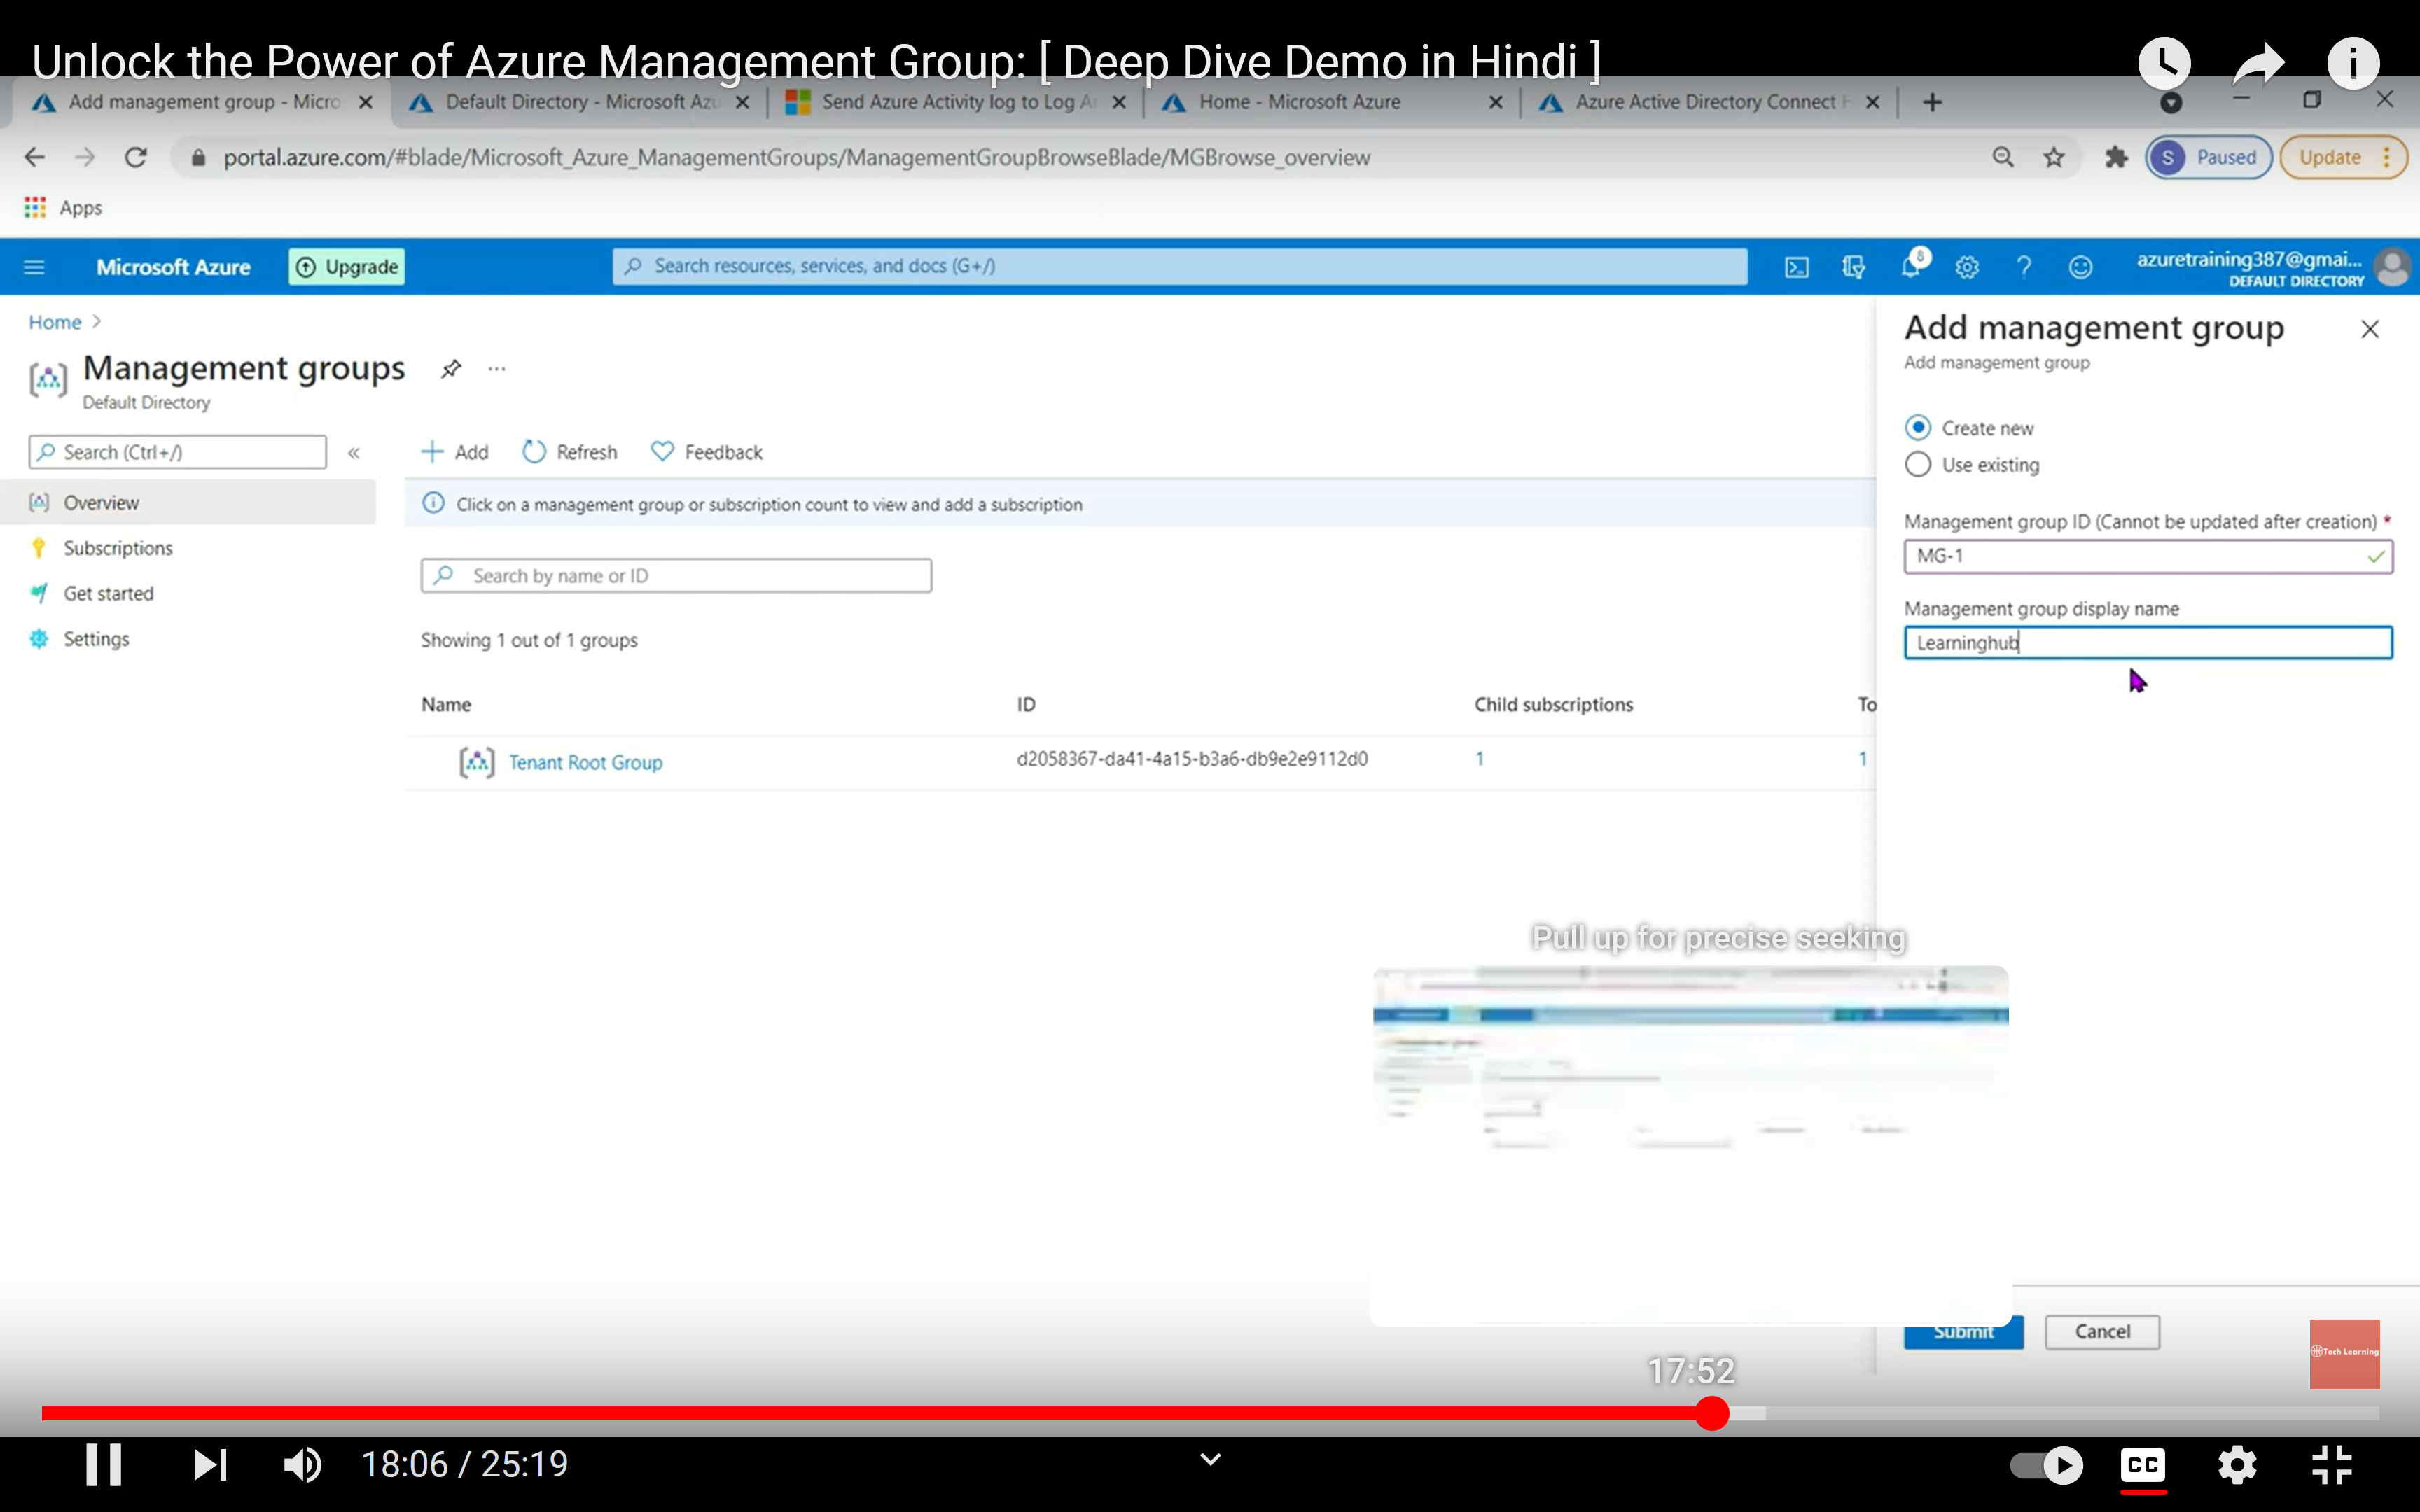 Unlock the Power of Azure Management Group: [ Deep Dive Demo in Hindi ]
Add management group - Micro
Default Directory - Microsoft Azu
Send Azure Activity log to Log An
Home - Microsoft Azure
Azure Active Directory Connect H
portal.azure.com/#blade/Microsoft_Azure_ManagementGroups/ManagementGroupBrowseBlade/MGBrowse_overview
S
Paused
Update
Apps
Microsoft Azure
Upgrade
Search resources, services, and docs (G+/)
8
azuretraining387@gmai...
DEFAULT DIRECTORY
Home
Management groups
Default Directory
Search (Ctrl+/)
Overview
Subscriptions
Get started
Settings
Add
Refresh
Feedback
Click on a management group or subscription count to view and add a subscription
Search by name or ID
Showing 1 out of 1 groups
Name ID Child subscriptions To
Tenant Root Group d2058367-da41-4a15-b3a6-db9e2e9112d0 1 1
Add management group
Add management group
Create new
Use existing
Management group ID (Cannot be updated after creation) *
MG-1
Management group display name
Learninghub
Pull up for precise seeking
Submit
Cancel
Tech Learning
17:52
18:06 / 25:19
CC